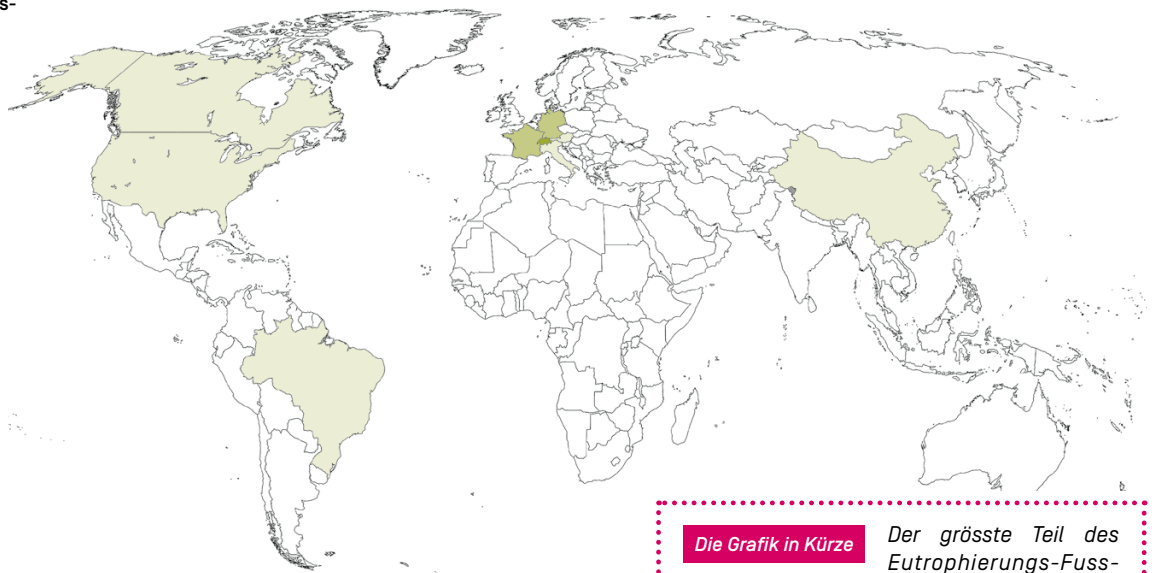 s-
Die Grafik in Kürze
Der grösste Teil des
Eutrophierungs-Fuss-